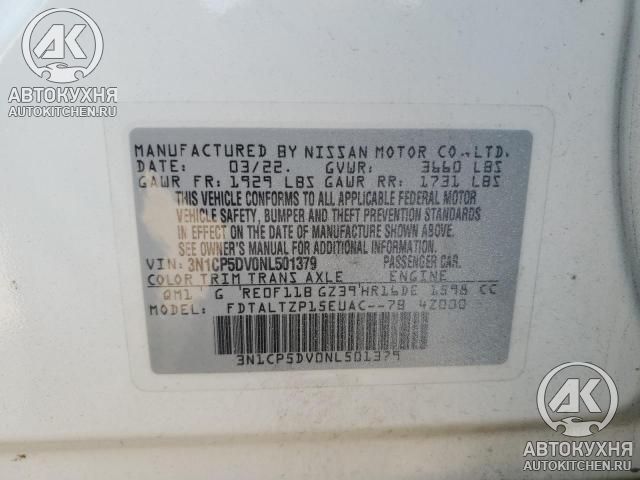 АК
АВТОКУХНЯ
AUTOKITCHEN.RU
MANUFACTURED BY NISSAN MOTOR CO.,LTD.
DATE: 03/22. GVWR: 3660 LBS
GAWR FR: 1929 LBS GAWR RR: 1731 LBS
THIS VEHICLE CONFORMS TO ALL APPLICABLE FEDERAL MOTOR
VEHICLE SAFETY, BUMPER AND THEFT PREVENTION STANDARDS
IN EFFECT ON THE DATE OF MANUFACTURE SHOWN ABOVE.
SEE OWNER'S MANUAL FOR ADDITIONAL INFORMATION.
VIN: 3N1CP5DV0NL501379 PASSENGER CAR.
COLOR TRIM TRANS AXLE ENGINE
QM1 G RE0F11B GZ39 HR16DE 1598 CC
MODEL: FDTALTZP15EUAC--78 4Z000
3N1CP5DV0NL501379
АК
АВТОКУХНЯ
AUTOKITCHEN.RU